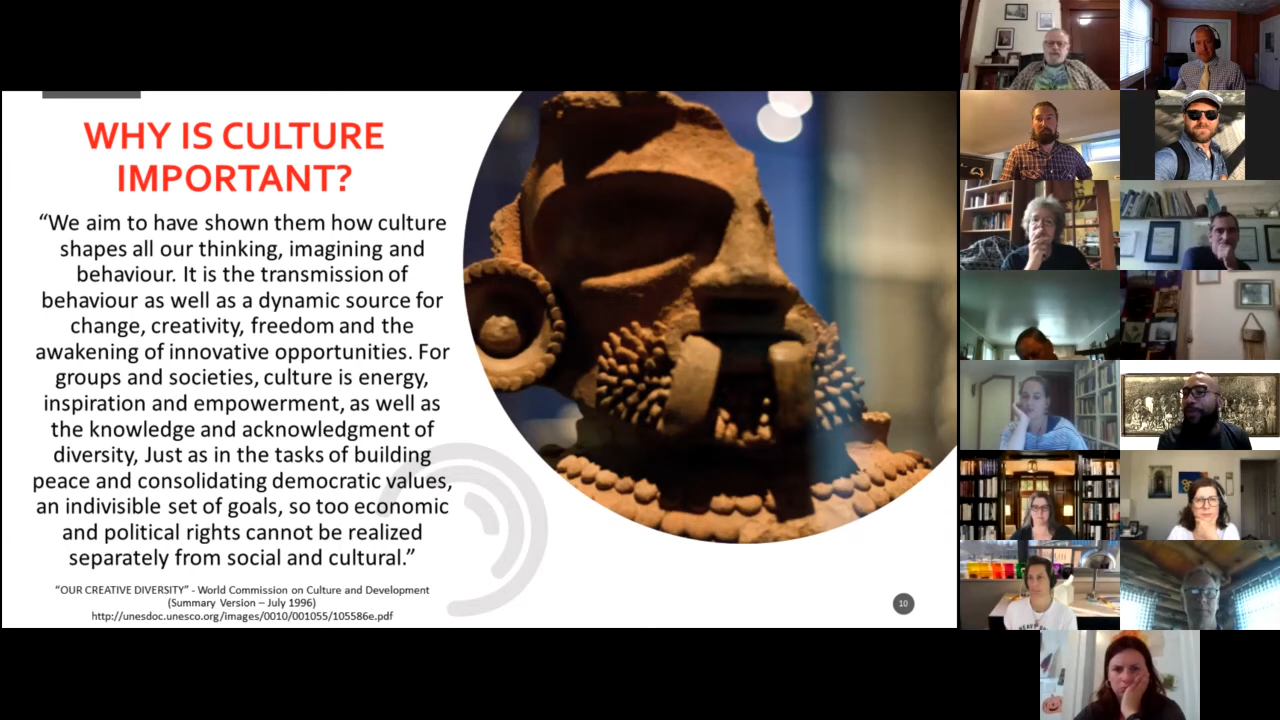 WHY IS CULTURE
IMPORTANT?
“We aim to have shown them how culture
shapes all our thinking, imagining and
behaviour. It is the transmission of
behaviour as well as a dynamic source for
change, creativity, freedom and the
awakening of innovative opportunities. For
groups and societies, culture is energy,
inspiration and empowerment, as well as
the knowledge and acknowledgment of
diversity, Just as in the tasks of building
peace and consolidating democratic values,
an indivisible set of goals, so too economic
and political rights cannot be realized
separately from social and cultural.”
“OUR CREATIVE DIVERSITY” - World Commission on Culture and Development
(Summary Version – July 1996)
http://unesdoc.unesco.org/images/0010/001055/105586e.pdf
10